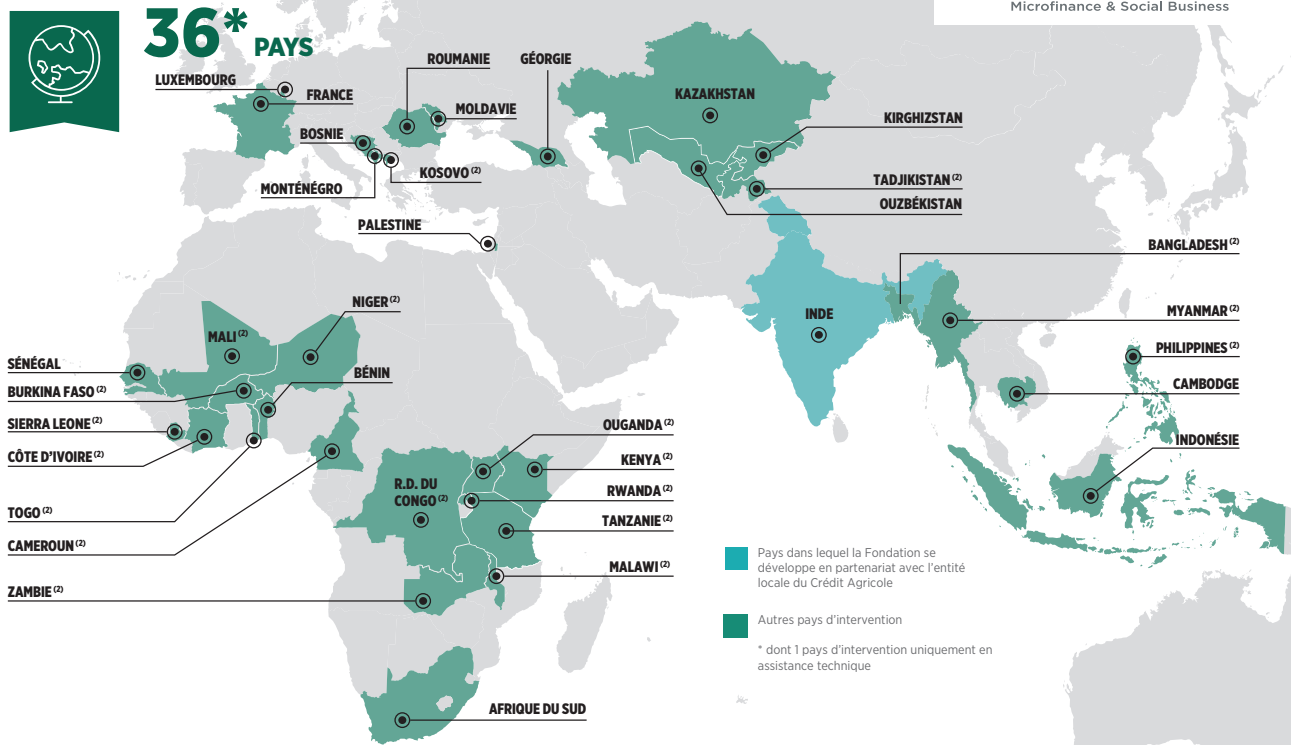 Microfinance & Social Business
36* PAYS
LUXEMBOURG
FRANCE
ROUMANIE
GÉORGIE
MOLDAVIE
BOSNIE
KOSOVO (2)
MONTÉNÉGRO
PALESTINE
KAZAKHSTAN
KIRGHIZSTAN
TADJIKISTAN (2)
OUZBÉKISTAN
BANGLADESH (2)
INDE
MYANMAR (2)
PHILIPPINES (2)
CAMBODGE
INDONÉSIE
NIGER (2)
MALI (2)
SÉNÉGAL
BÉNIN
BURKINA FASO (2)
SIERRA LEONE (2)
CÔTE D'IVOIRE (2)
TOGO (2)
CAMEROUN (2)
ZAMBIE (2)
OUGANDA (2)
KENYA (2)
R.D. DU
CONGO (2)
RWANDA (2)
TANZANIE (2)
MALAWI (2)
AFRIQUE DU SUD
Pays dans lequel la Fondation se
développe en partenariat avec l'entité
locale du Crédit Agricole
Autres pays d'intervention
* dont 1 pays d'intervention uniquement en
assistance technique